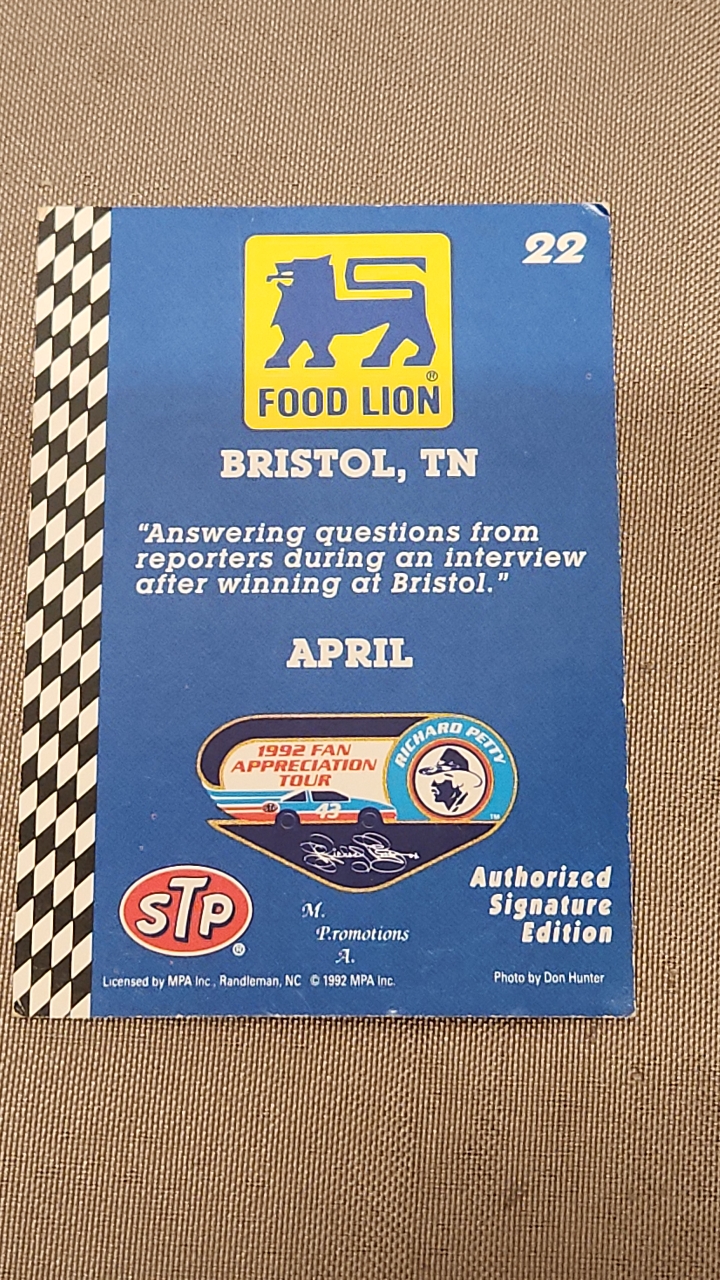 22
FOOD LION®
BRISTOL, TN
"Answering questions from
reporters during an interview
after winning at Bristol."
APRIL
1992 FAN
APPRECIATION
TOUR
RICHARD PETTY
43
STP
TM
STP®
M.
P.romotions
A.
Authorized
Signature
Edition
Licensed by MPA Inc., Randleman, NC © 1992 MPA Inc.
Photo by Don Hunter